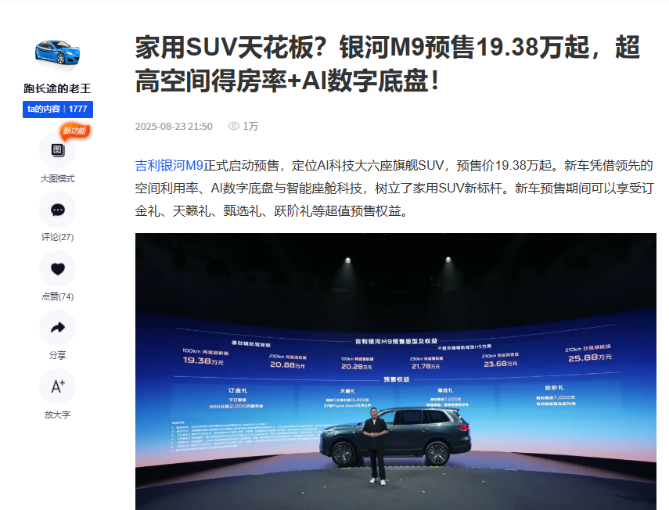 家用SUV天花板？银河M9预售19.38万起，超
高空间得房率+AI数字底盘！
跑长途的老王
ta的内容 | 1777
新功能
大图模式
评论(27)
点赞(74)
分享
A+
放大字
2025-08-23 21:50
1万
吉利银河M9正式启动预售，定位AI科技大六座旗舰SUV，预售价19.38万起。新车凭借领先的
空间利用率、AI数字底盘与智能座舱科技，树立了家用SUV新标杆。新车预售期间可以享受订
金礼、天籁礼、甄选礼、跃阶礼等超值预售权益。
吉利银河M9预售版型及权益
19.38万元
20.88万元
20.28万元
21.78万元
23.68万元
25.88万元
预售权益
订金礼
天籁礼
甄选礼
跃阶礼